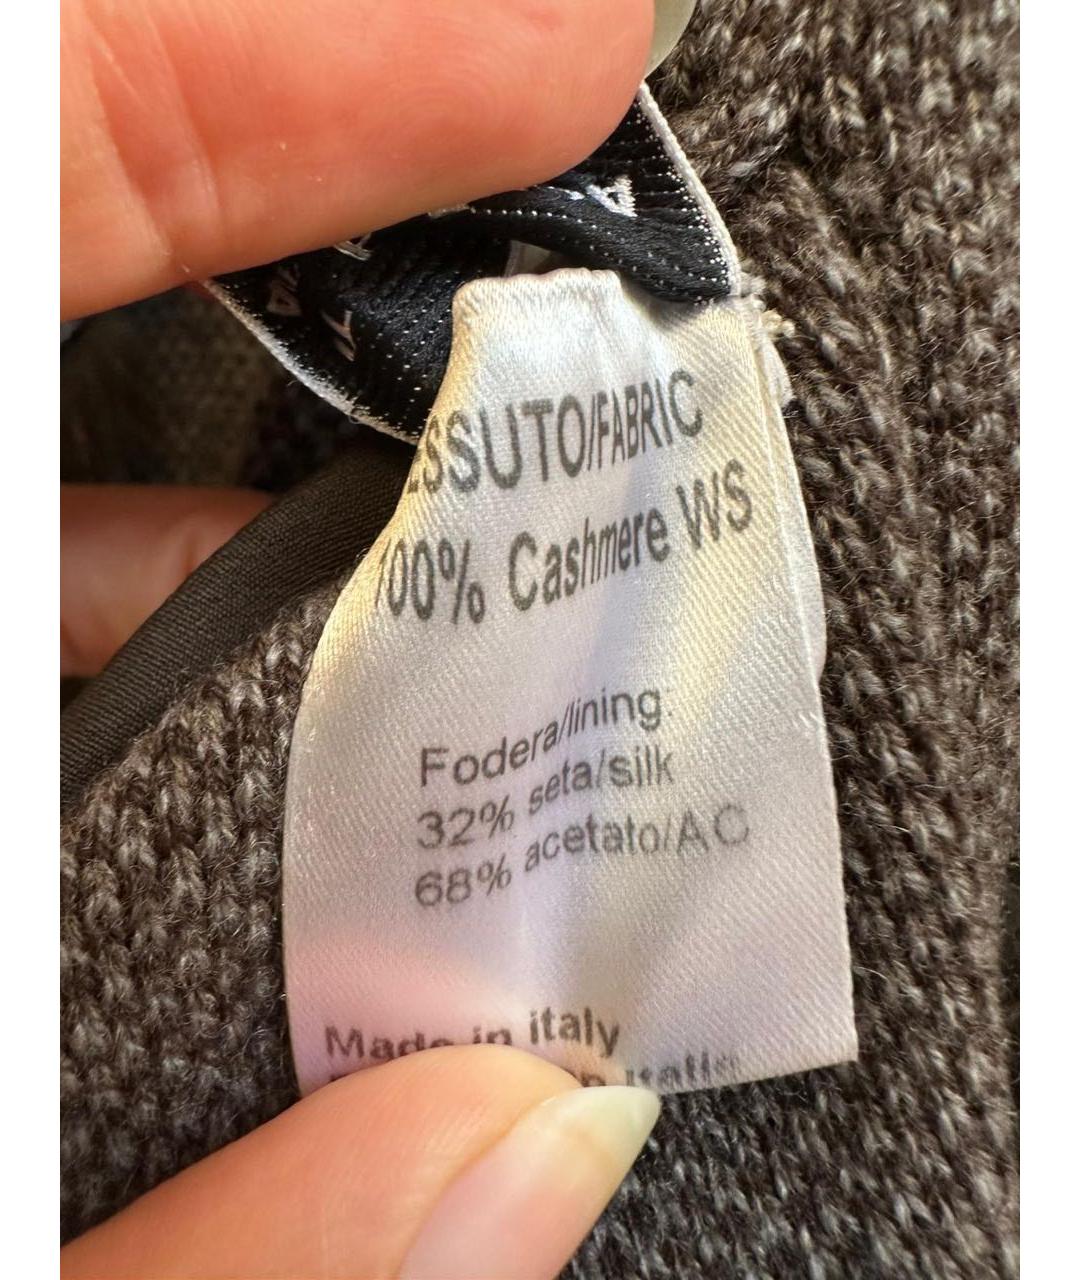 ESSUTO/FABRIC
100% Cashmere WS
Fodera/lining
32% seta/silk
68% acetato/AC
Made in italy